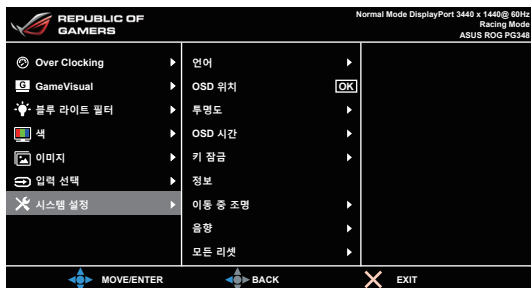 REPUBLIC OF
GAMERS
Normal Mode DisplayPort 3440 x 1440@ 60Hz
Racing Mode
ASUS ROG PG348
Over Clocking
G GameVisual
블루 라이트 필터
색
이미지
입력 선택
시스템 설정
언어
OSD 위치 OK
투명도
OSD 시간
키 잠금
정보
이동 중 조명
음향
모든 리셋
MOVE/ENTER BACK EXIT